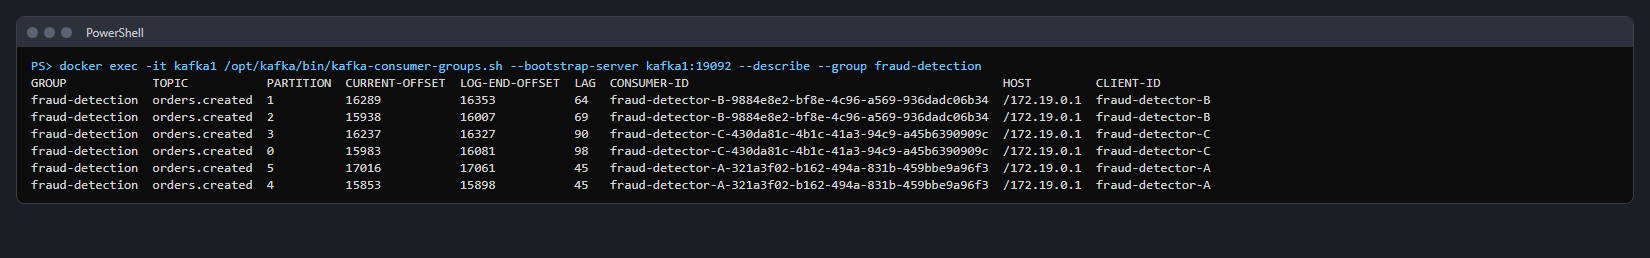 PowerShell
PS> docker exec -it kafka1 /opt/kafka/bin/kafka-consumer-groups.sh --bootstrap-server kafka1:19092 --describe --group fraud-detection
GROUP TOPIC PARTITION CURRENT-OFFSET LOG-END-OFFSET LAG CONSUMER-ID HOST CLIENT-ID
fraud-detection orders.created 1 16289 16353 64 fraud-detector-B-9884e8e2-bf8e-4c96-a569-936dadc06b34 /172.19.0.1 fraud-detector-B
fraud-detection orders.created 2 15938 16007 69 fraud-detector-B-9884e8e2-bf8e-4c96-a569-936dadc06b34 /172.19.0.1 fraud-detector-B
fraud-detection orders.created 3 16237 16327 90 fraud-detector-C-430da81c-4b1c-41a3-94c9-a45b6390909c /172.19.0.1 fraud-detector-C
fraud-detection orders.created 0 15983 16081 98 fraud-detector-C-430da81c-4b1c-41a3-94c9-a45b6390909c /172.19.0.1 fraud-detector-C
fraud-detection orders.created 5 17016 17061 45 fraud-detector-A-321a3f02-b162-494a-831b-459bbe9a96f3 /172.19.0.1 fraud-detector-A
fraud-detection orders.created 4 15853 15898 45 fraud-detector-A-321a3f02-b162-494a-831b-459bbe9a96f3 /172.19.0.1 fraud-detector-A